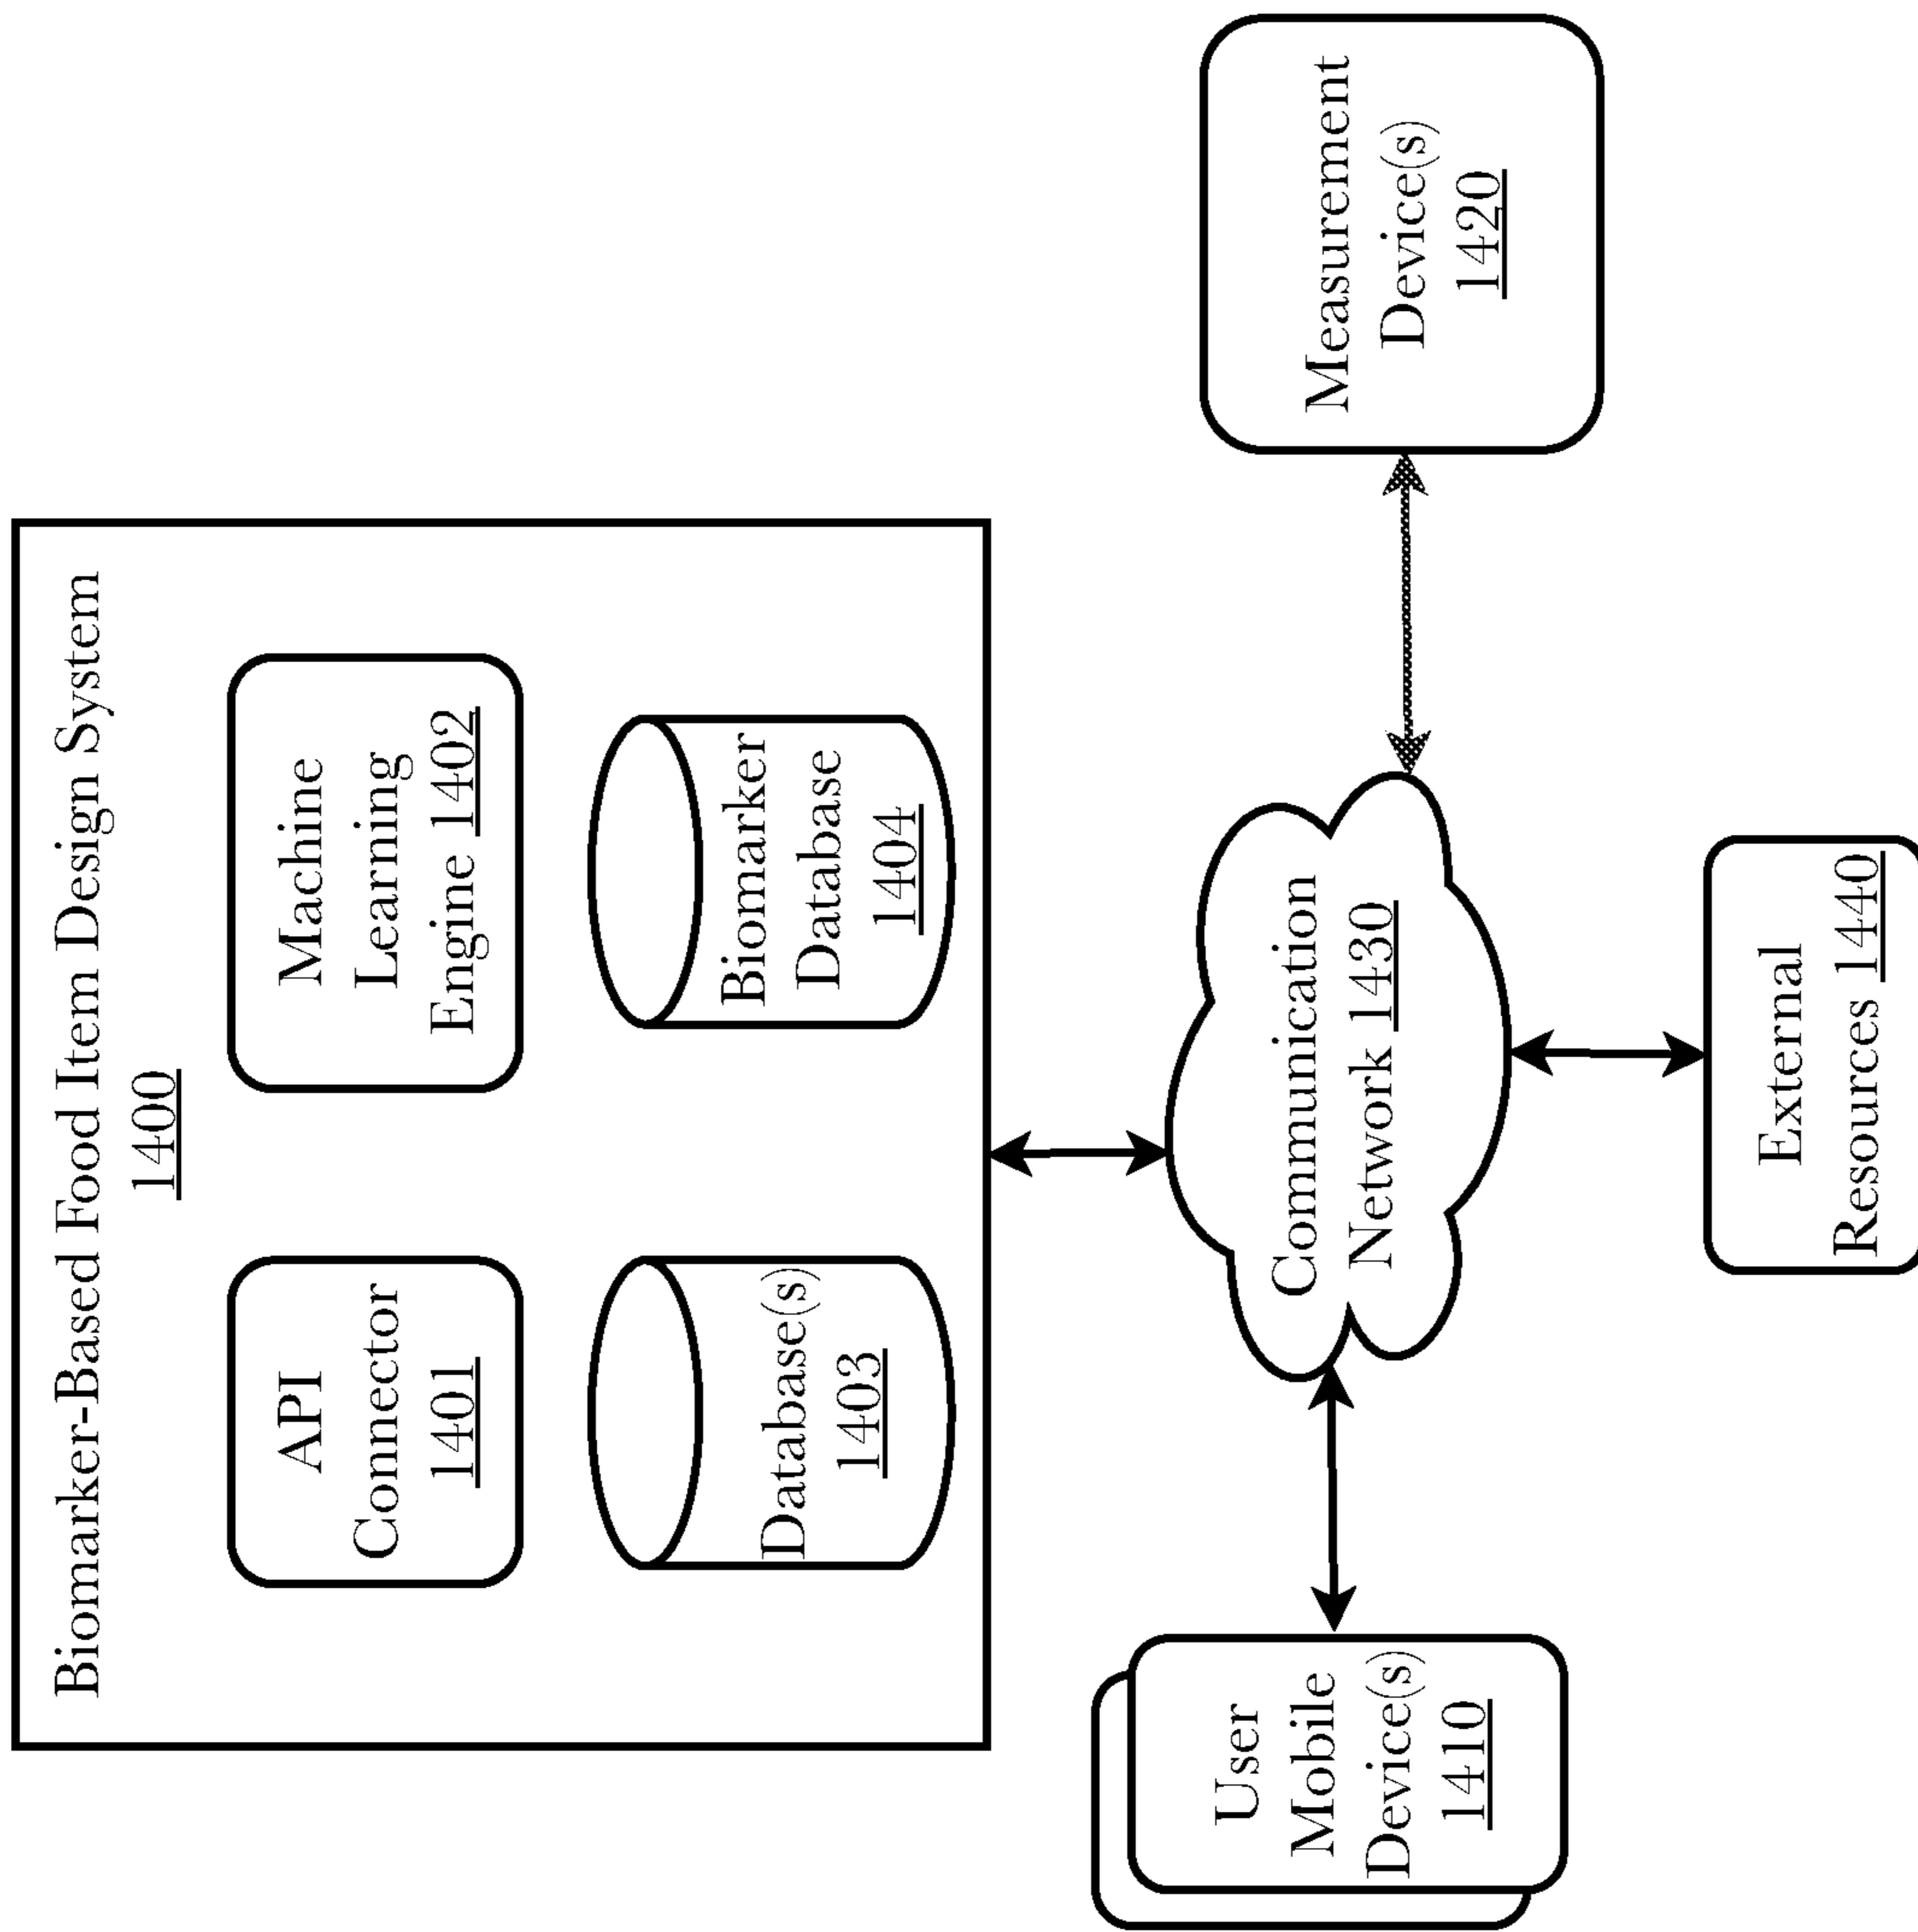 Biomarker-Based Food Item Design System
1400
API
Connector
1401
Machine
Learning
Engine 1402
Database(s)
1403
Biomarker
Database
1404
User
Mobile
Device(s)
1410
Communication
Network 1430
Measurement
Device(s)
1420
External
Resources 1440